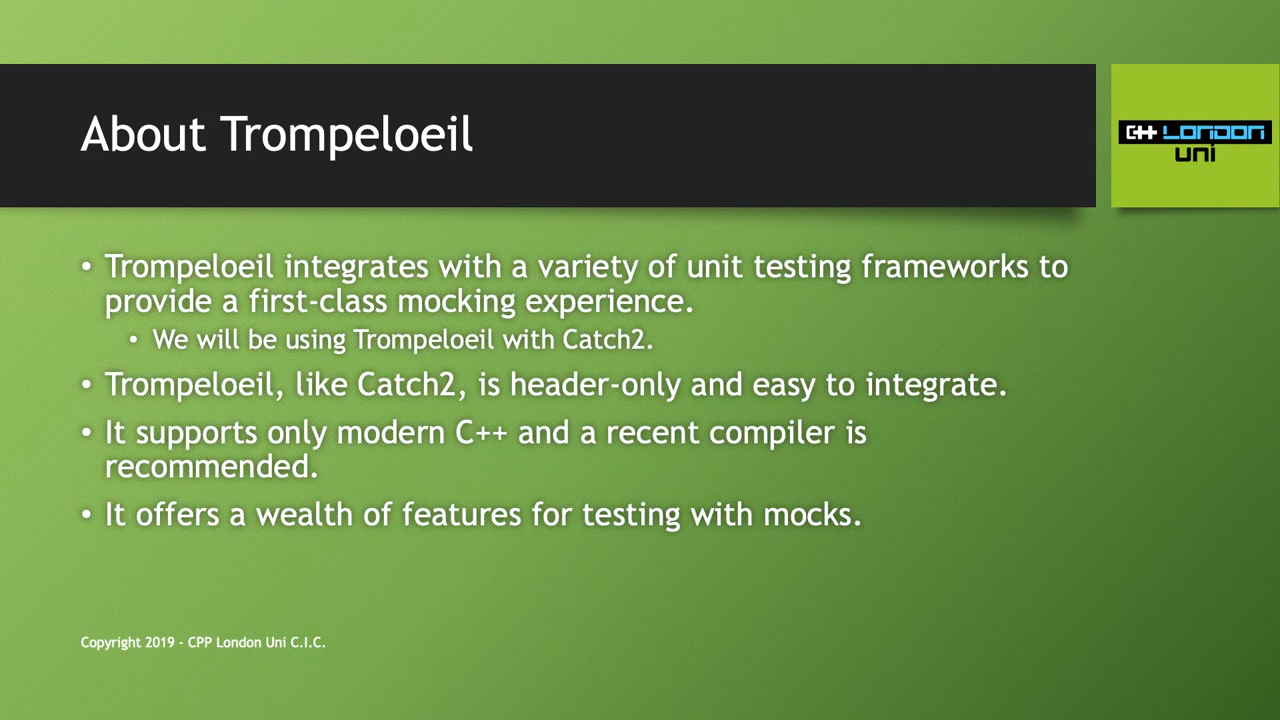 About Trompeloeil
C++ London
uni
• Trompeloeil integrates with a variety of unit testing frameworks to
provide a first-class mocking experience.
• We will be using Trompeloeil with Catch2.
• Trompeloeil, like Catch2, is header-only and easy to integrate.
• It supports only modern C++ and a recent compiler is
recommended.
• It offers a wealth of features for testing with mocks.
Copyright 2019 - CPP London Uni C.I.C.